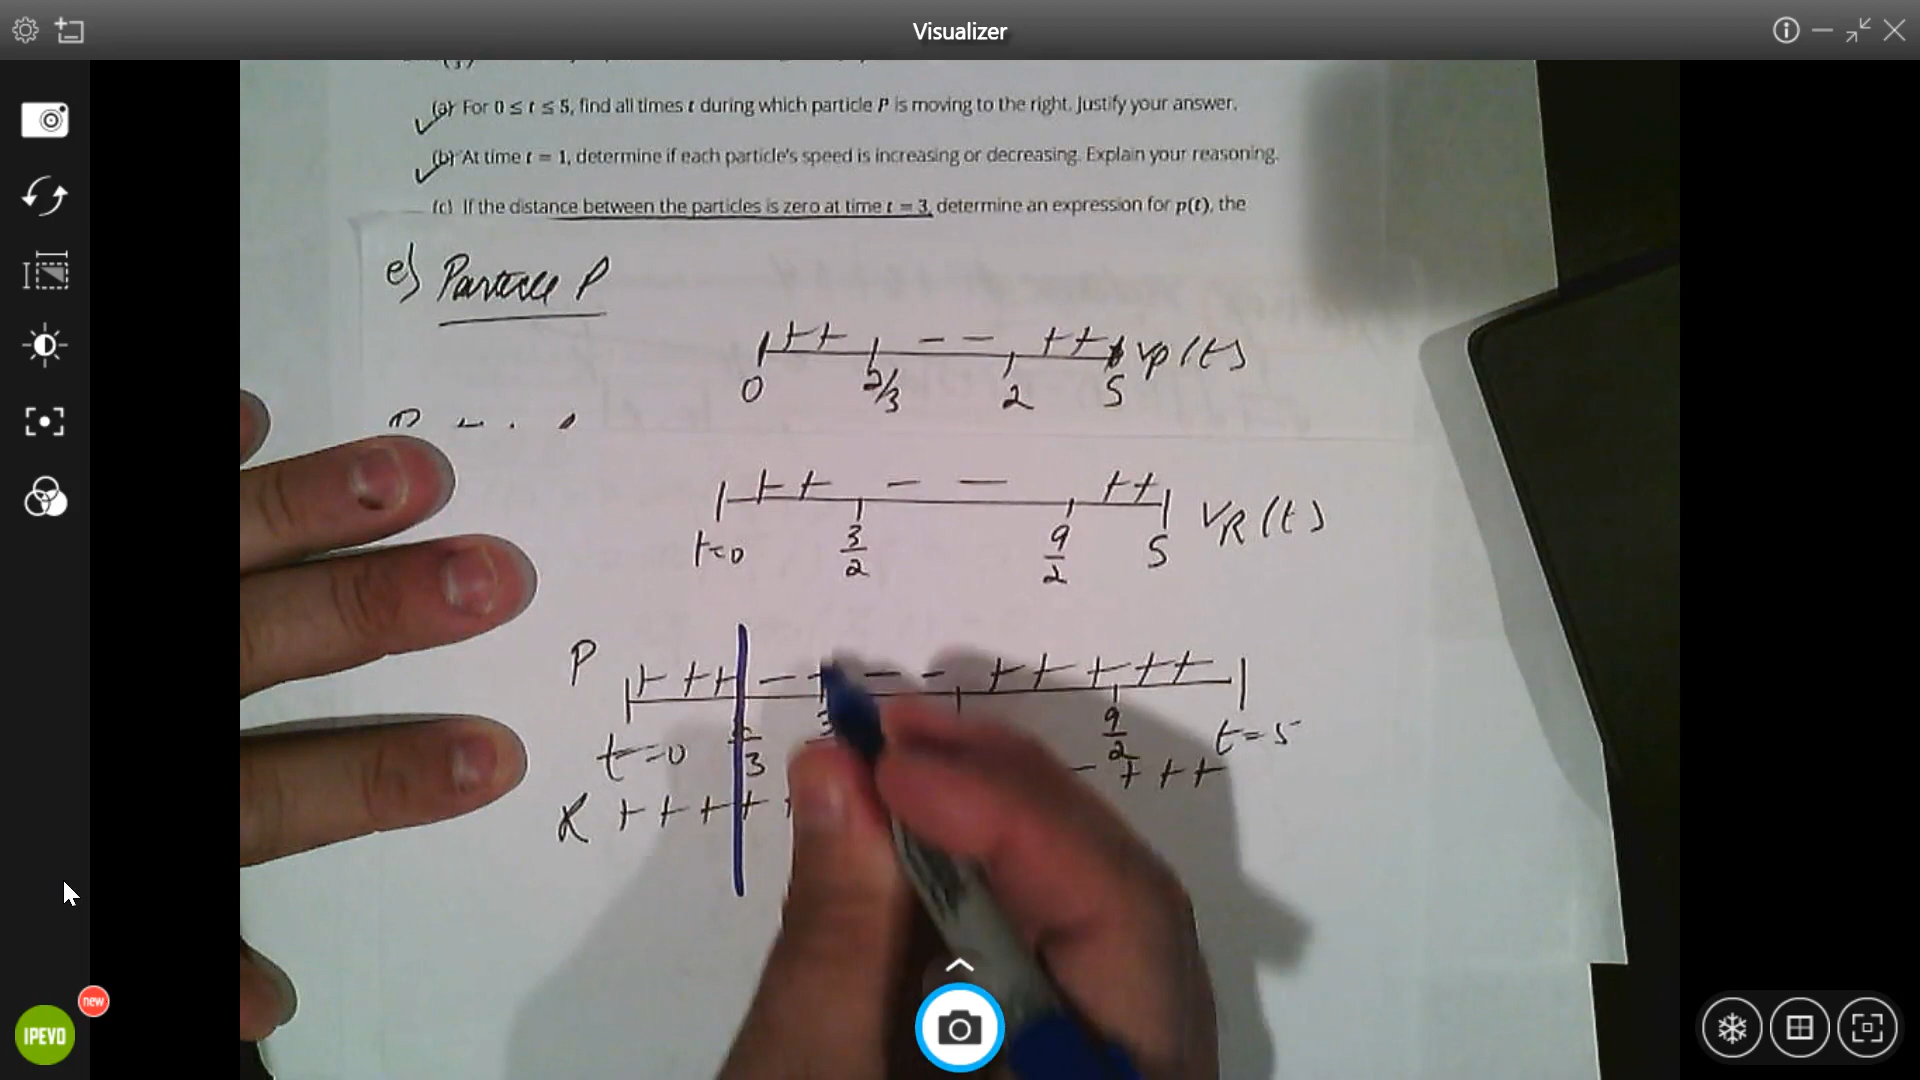 Visualizer
(a) For 0 ≤ t ≤ 5, find all times t during which particle P is moving to the right. Justify your answer.
(b) At time t = 1, determine if each particle's speed is increasing or decreasing. Explain your reasoning.
(c) If the distance between the particles is zero at time t = 3, determine an expression for p(t), the
e) Particle P
++ − − ++ vp(t)
0 2/3 2 5
++ − − ++ vR(t)
t=0 3/2 9/2 5
P +++ − − − − +++++
t=0 3 3 9/2 t=5
R ++++ − +++
new
IPEVO